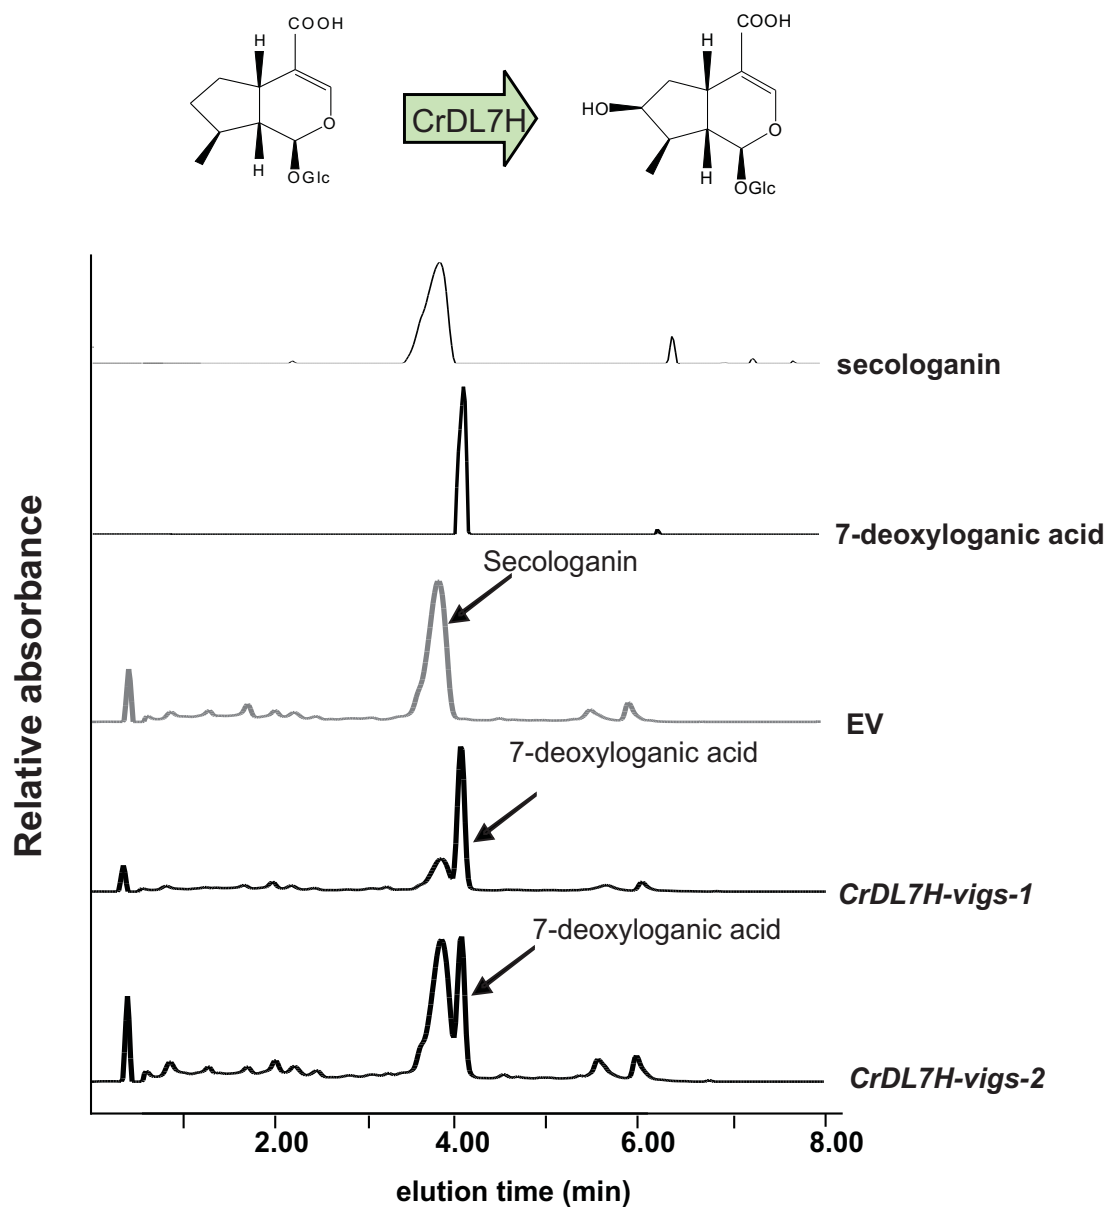 COOH
H
O
H
OGlc
CrDL7H
COOH
H
HO
O
H
OGlc
secologanin
7-deoxyloganic acid
Secologanin
EV
7-deoxyloganic acid
CrDL7H-vigs-1
7-deoxyloganic acid
CrDL7H-vigs-2
Relative absorbance
2.00 4.00 6.00 8.00
elution time (min)